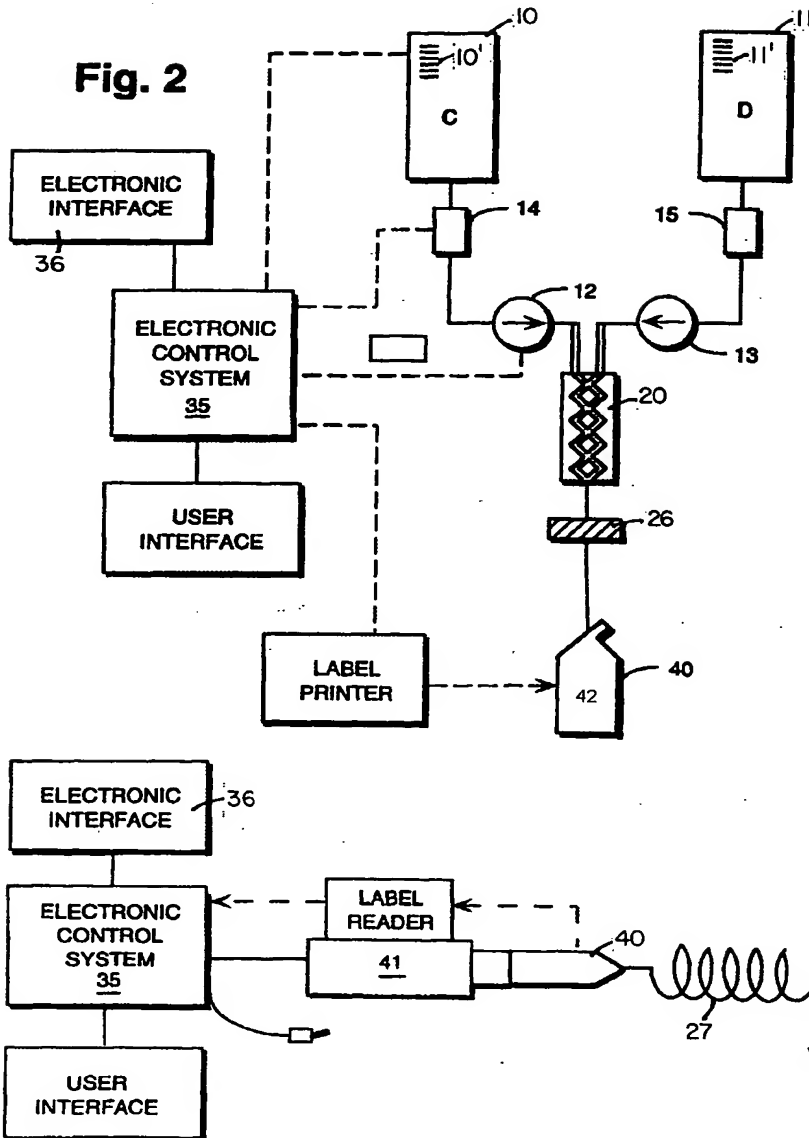 Fig. 2
10
10'
C
11
11'
D
ELECTRONIC
INTERFACE
36
14
15
12
13
ELECTRONIC
CONTROL
SYSTEM
35
20
USER
INTERFACE
26
LABEL
PRINTER
42
40
ELECTRONIC
INTERFACE
36
ELECTRONIC
CONTROL
SYSTEM
35
LABEL
READER
41
40
27
USER
INTERFACE